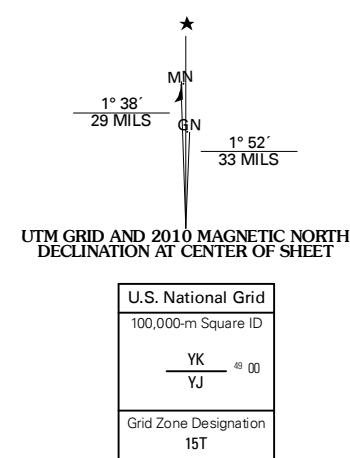 ★
MN
1° 38´
29 MILS
GN
1° 52´
33 MILS
UTM GRID AND 2010 MAGNETIC NORTH
DECLINATION AT CENTER OF SHEET
U.S. National Grid
100,000-m Square ID
YK
49 00
YJ
Grid Zone Designation
15T